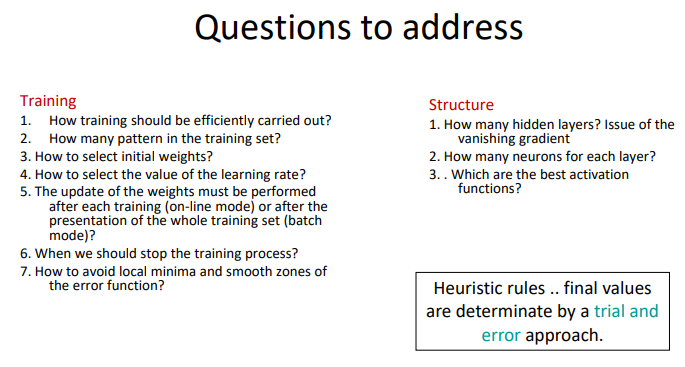 Questions to address
Training
1. How training should be efficiently carried out?
2. How many pattern in the training set?
3. How to select initial weights?
4. How to select the value of the learning rate?
5. The update of the weights must be performed
after each training (on-line mode) or after the
presentation of the whole training set (batch
mode)?
6. When we should stop the training process?
7. How to avoid local minima and smooth zones of
the error function?
Structure
1. How many hidden layers? Issue of the
vanishing gradient
2. How many neurons for each layer?
3. . Which are the best activation
functions?
Heuristic rules .. final values
are determinate by a trial and
error approach.